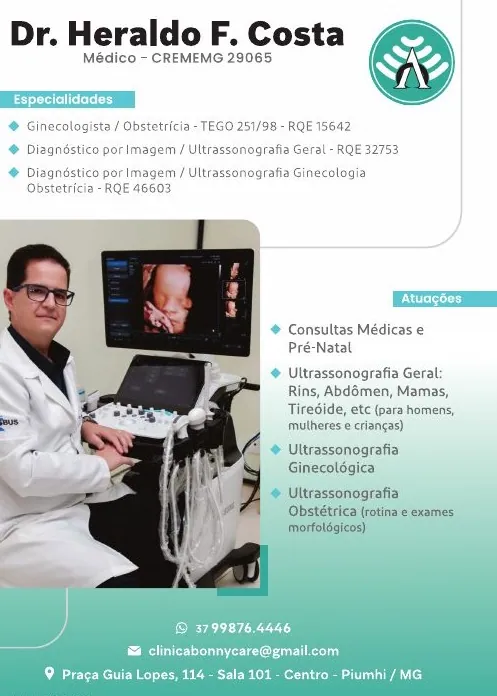 Dr. Heraldo F. Costa
Médico - CREMEMG 29065
Especialidades
Ginecologista / Obstetrícia - TEGO 251/98 - RQE 15642
Diagnóstico por Imagem / Ultrassonografia Geral - RQE 32753
Diagnóstico por Imagem / Ultrassonografia Ginecologia
Obstetrícia - RQE 46603
Atuações
Consultas Médicas e
Pré-Natal
Ultrassonografia Geral:
Rins, Abdômen, Mamas,
Tireóide, etc (para homens,
mulheres e crianças)
Ultrassonografia
Ginecológica
Ultrassonografia
Obstétrica (rotina e exames
morfológicos)
BUS
37 99876.4446
clinicabonnycare@gmail.com
Praça Guia Lopes, 114 - Sala 101 - Centro - Piumhi / MG